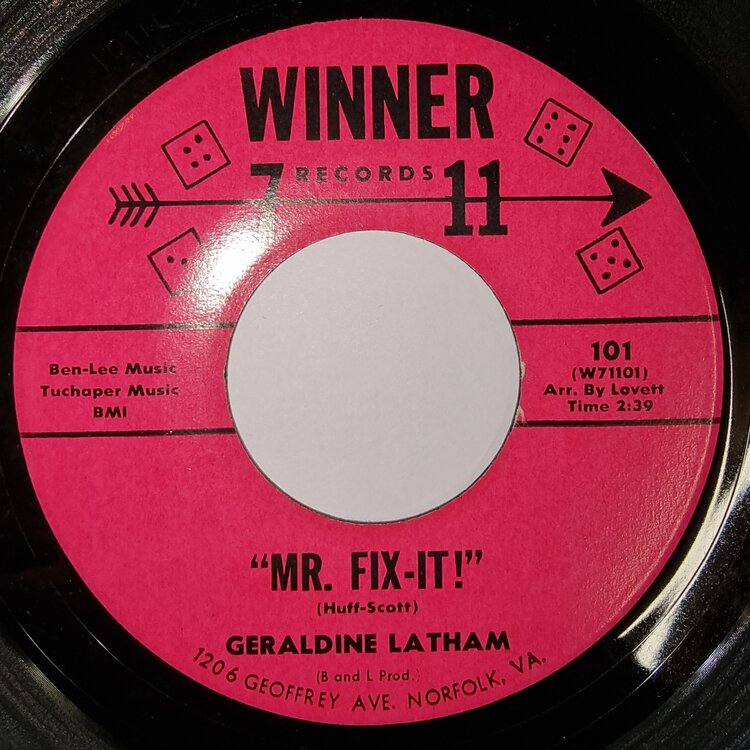 WINNER
7 RECORDS 11
Ben-Lee Music
Tuchaper Music
BMI
101
(W71101)
Arr. By Lovett
Time 2:39
"MR. FIX-IT!"
(Huff-Scott)
GERALDINE LATHAM
(B and L Prod.)
1206 GEOFFREY AVE. NORFOLK, VA.